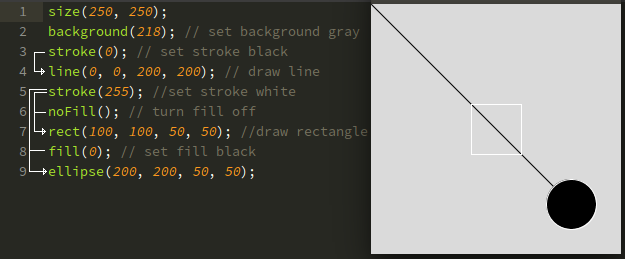 1 size(250, 250);
2 background(218); // set background gray
3 stroke(0); // set stroke black
4 line(0, 0, 200, 200); // draw line
5 stroke(255); //set stroke white
6 noFill(); // turn fill off
7 rect(100, 100, 50, 50); //draw rectangle
8 fill(0); // set fill black
9 ellipse(200, 200, 50, 50);